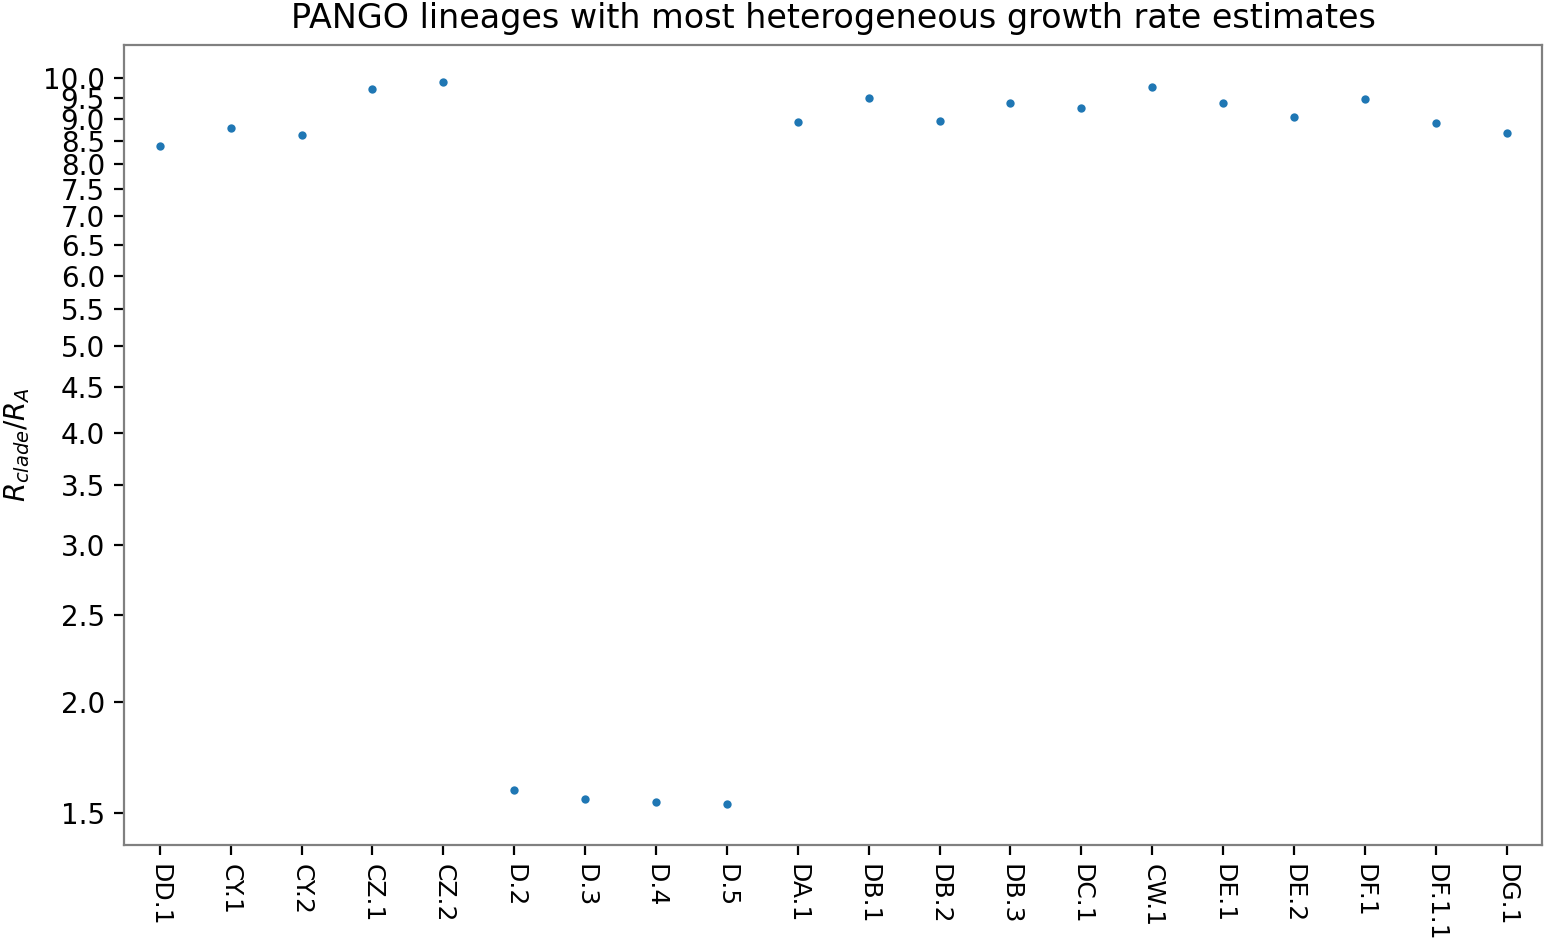 PANGO lineages with most heterogeneous growth rate estimates
10.0
9.5
9.0
8.5
8.0
7.5
7.0
6.5
6.0
5.5
5.0
4.5
4.0
3.5
3.0
2.5
2.0
1.5
R_clade/R_A
DD.1
CY.1
CY.2
CZ.1
CZ.2
D.2
D.3
D.4
D.5
DA.1
DB.1
DB.2
DB.3
DC.1
CW.1
DE.1
DE.2
DF.1
DF.1.1
DG.1